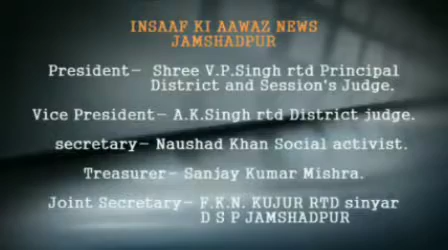 INSAAF KI AAWAZ NEWS
JAMSHADPUR
President- Shree V.P.Singh rtd Principal
District and Session's Judge.
Vice President- A.K.Singh rtd District judge.
secretary- Naushad Khan Social activist.
Treasurer- Sanjay Kumar Mishra.
Joint Secretary- F.K.N. KUJUR RTD sinyar
D S P JAMSHADPUR